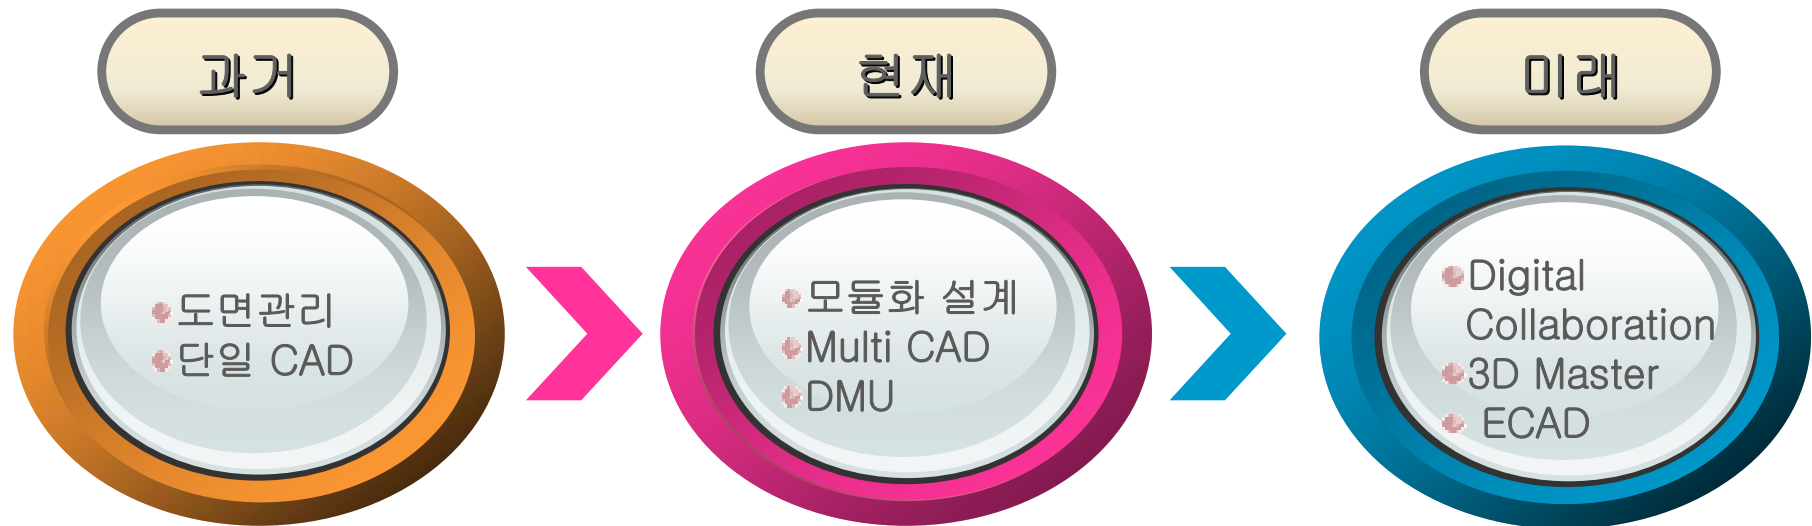 과거
도면관리
단일 CAD
현재
모듈화 설계
Multi CAD
DMU
미래
Digital
Collaboration
3D Master
ECAD